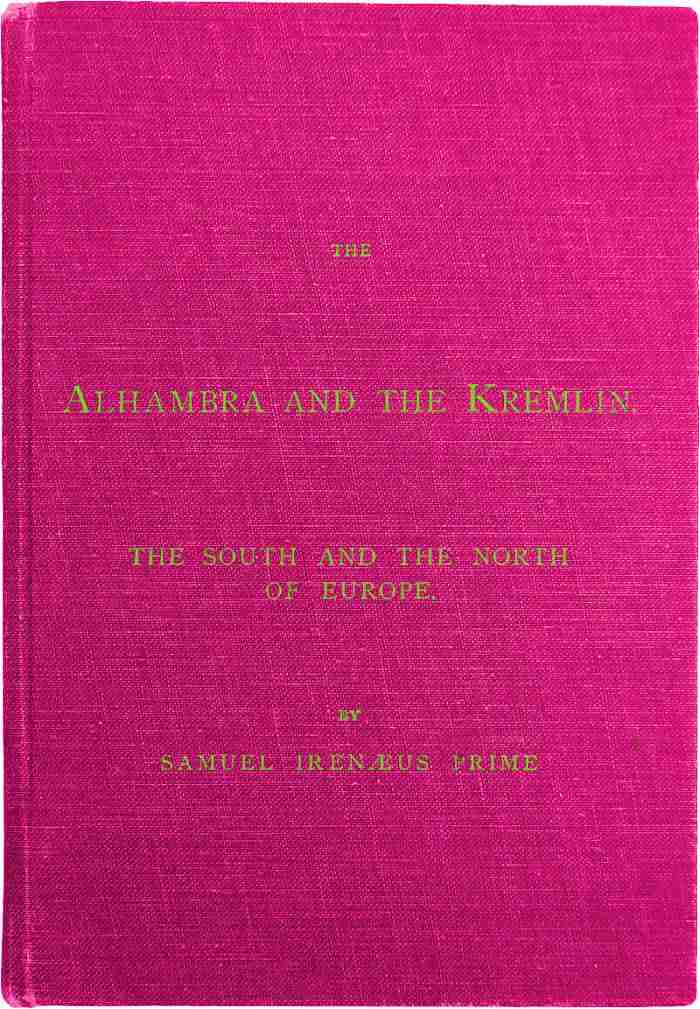 THE
ALHAMBRA AND THE KREMLIN.
THE SOUTH AND THE NORTH
OF EUROPE.
BY
SAMUEL IRENÆUS PRIME